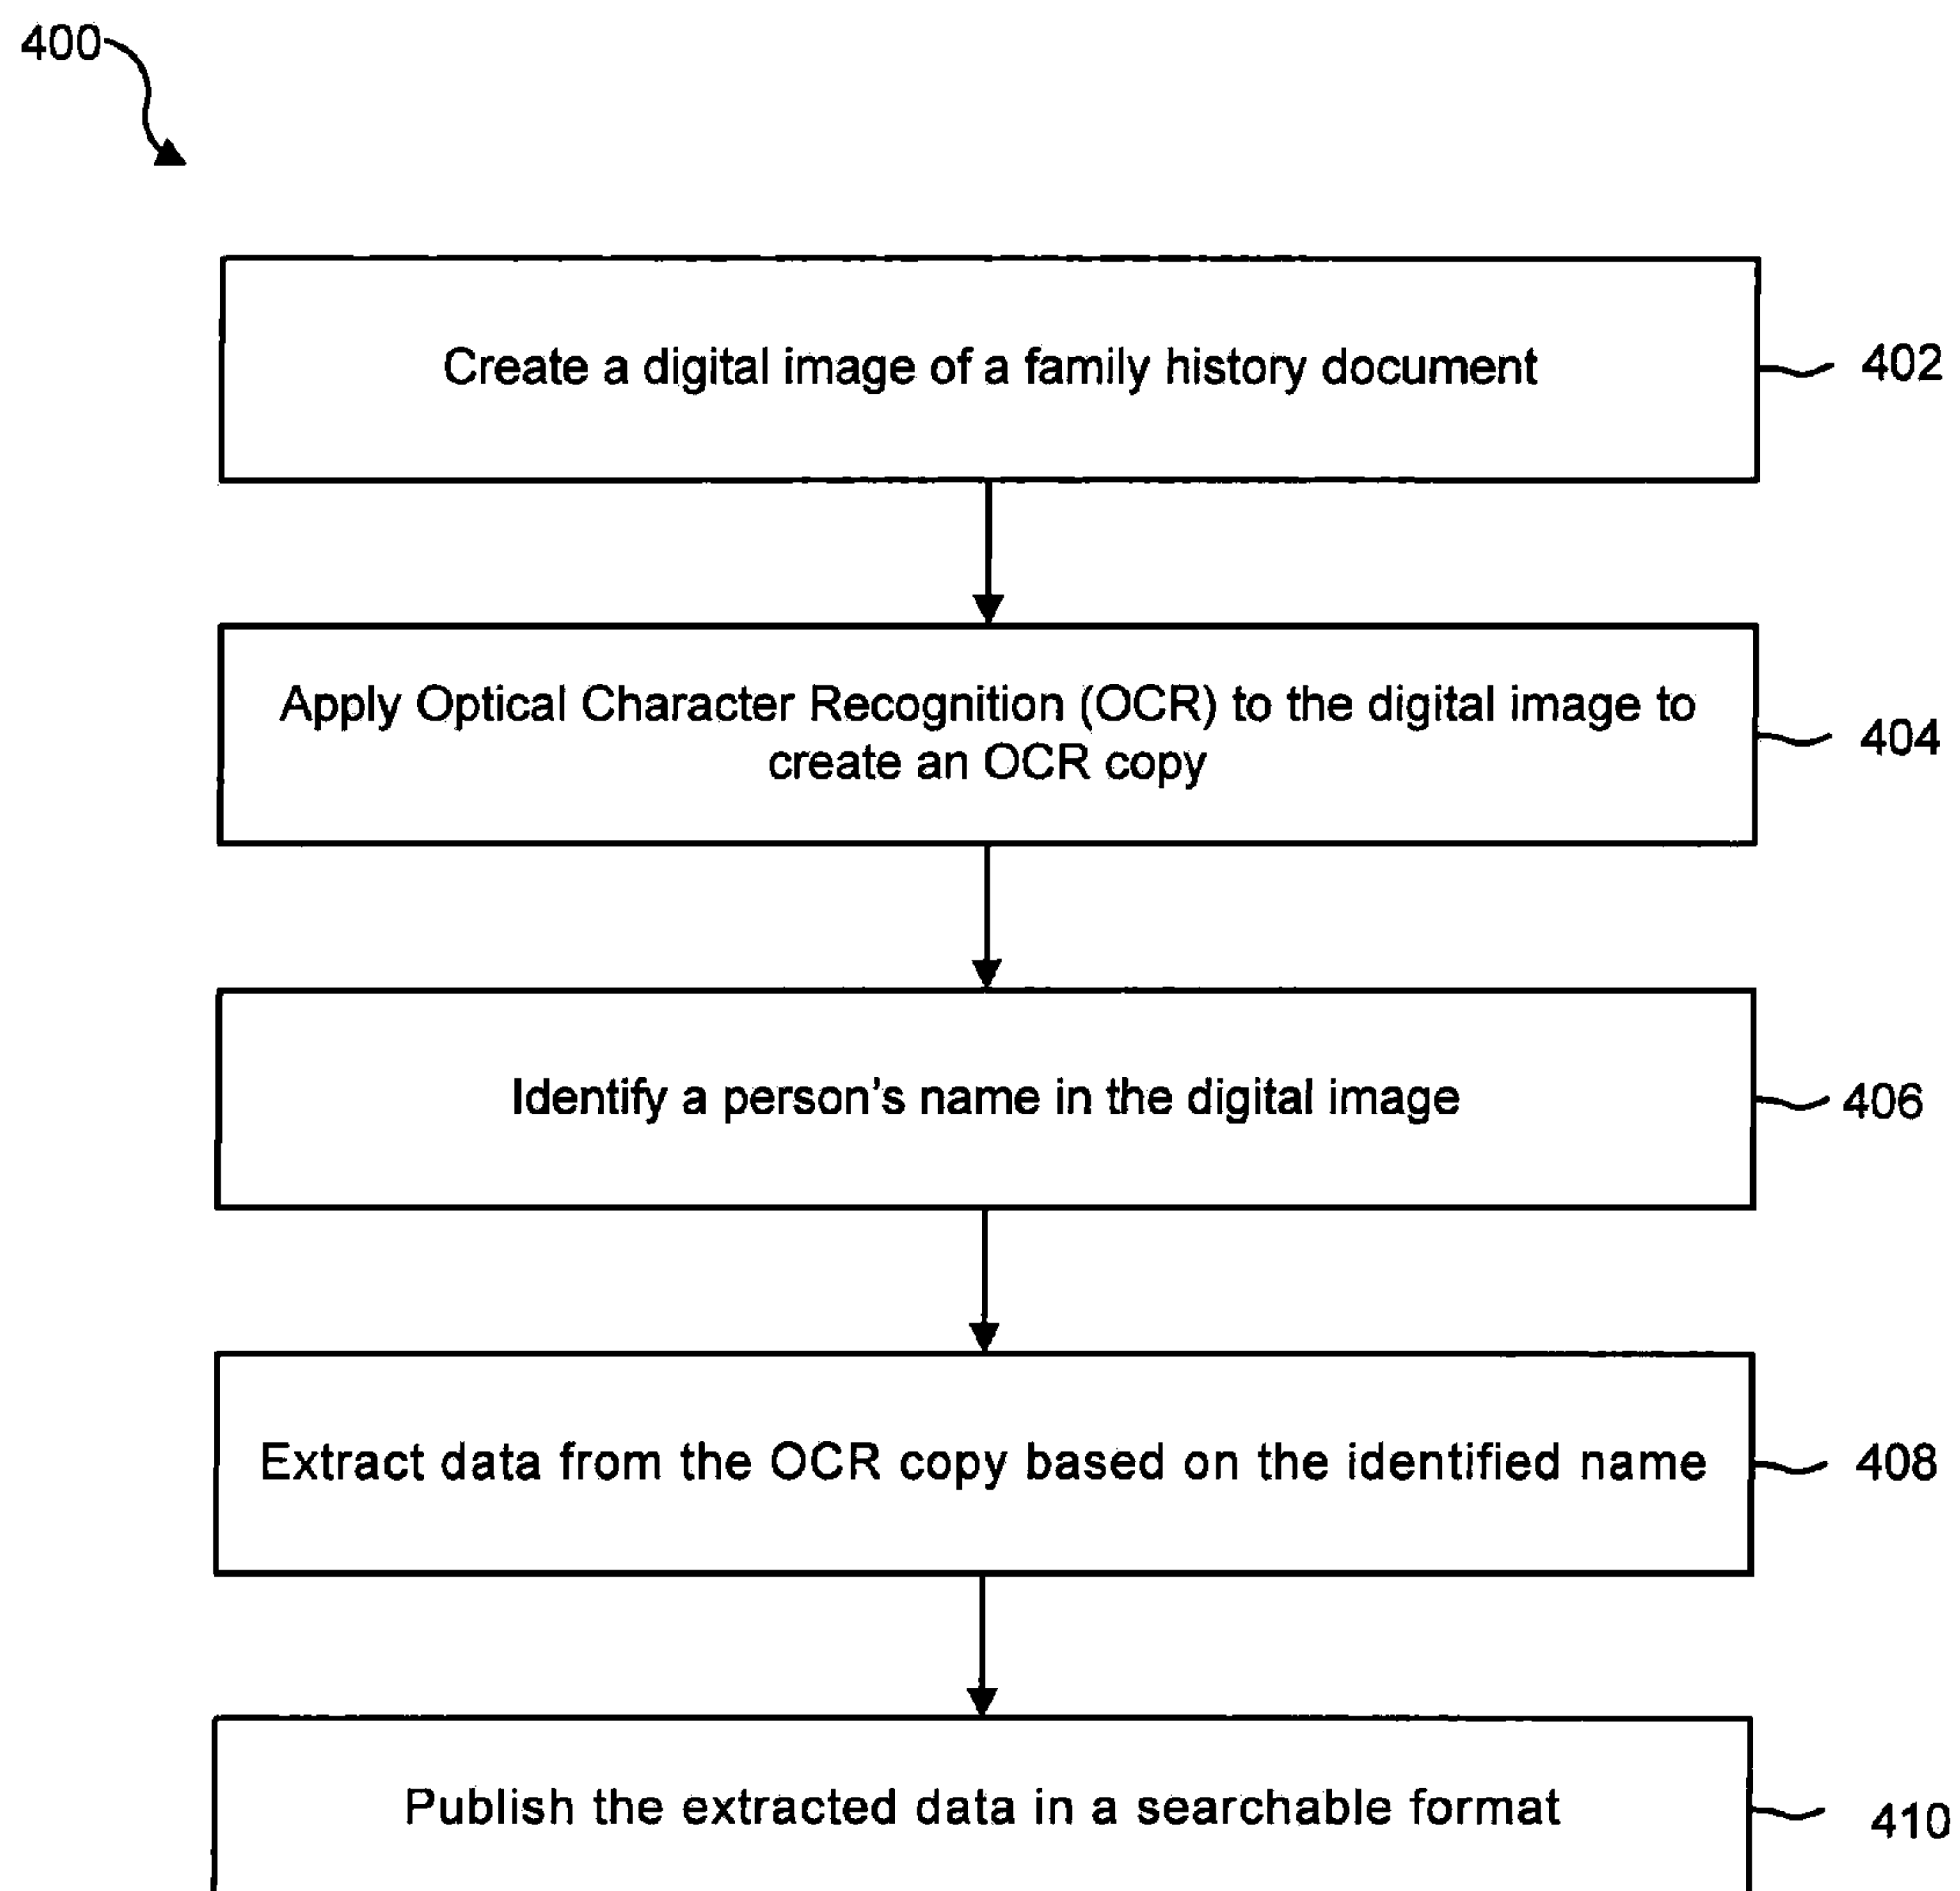 400
Create a digital image of a family history document
402
Apply Optical Character Recognition (OCR) to the digital image to
create an OCR copy
404
Identify a person's name in the digital image
406
Extract data from the OCR copy based on the identified name
408
Publish the extracted data in a searchable format
410